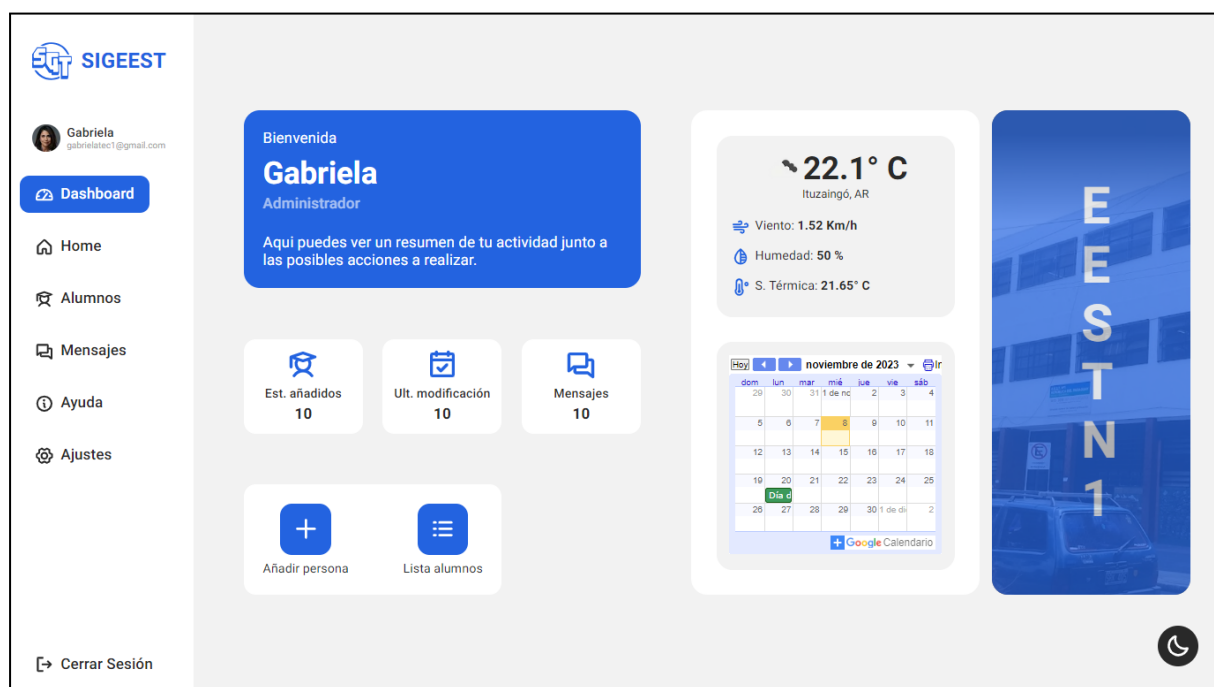 SIGEEST
Gabriela
gabrielatec1@gmail.com
Dashboard
Home
Alumnos
Mensajes
Ayuda
Ajustes
Cerrar Sesión
Bienvenida
Gabriela
Administrador
Aqui puedes ver un resumen de tu actividad junto a
las posibles acciones a realizar.
Est. añadidos
10
Ult. modificación
10
Mensajes
10
Añadir persona
Lista alumnos
22.1° C
Ituzaingó, AR
Viento: 1.52 Km/h
Humedad: 50 %
S. Térmica: 21.65° C
Hoy noviembre de 2023 Ir
dom lun mar mié jue vie sáb
29 30 31 1 de no 2 3 4
5 6 7 8 9 10 11
12 13 14 15 16 17 18
19 20 21 22 23 24 25
Día d
26 27 28 29 30 1 de di 2
Google Calendario
E
E
S
T
N
1